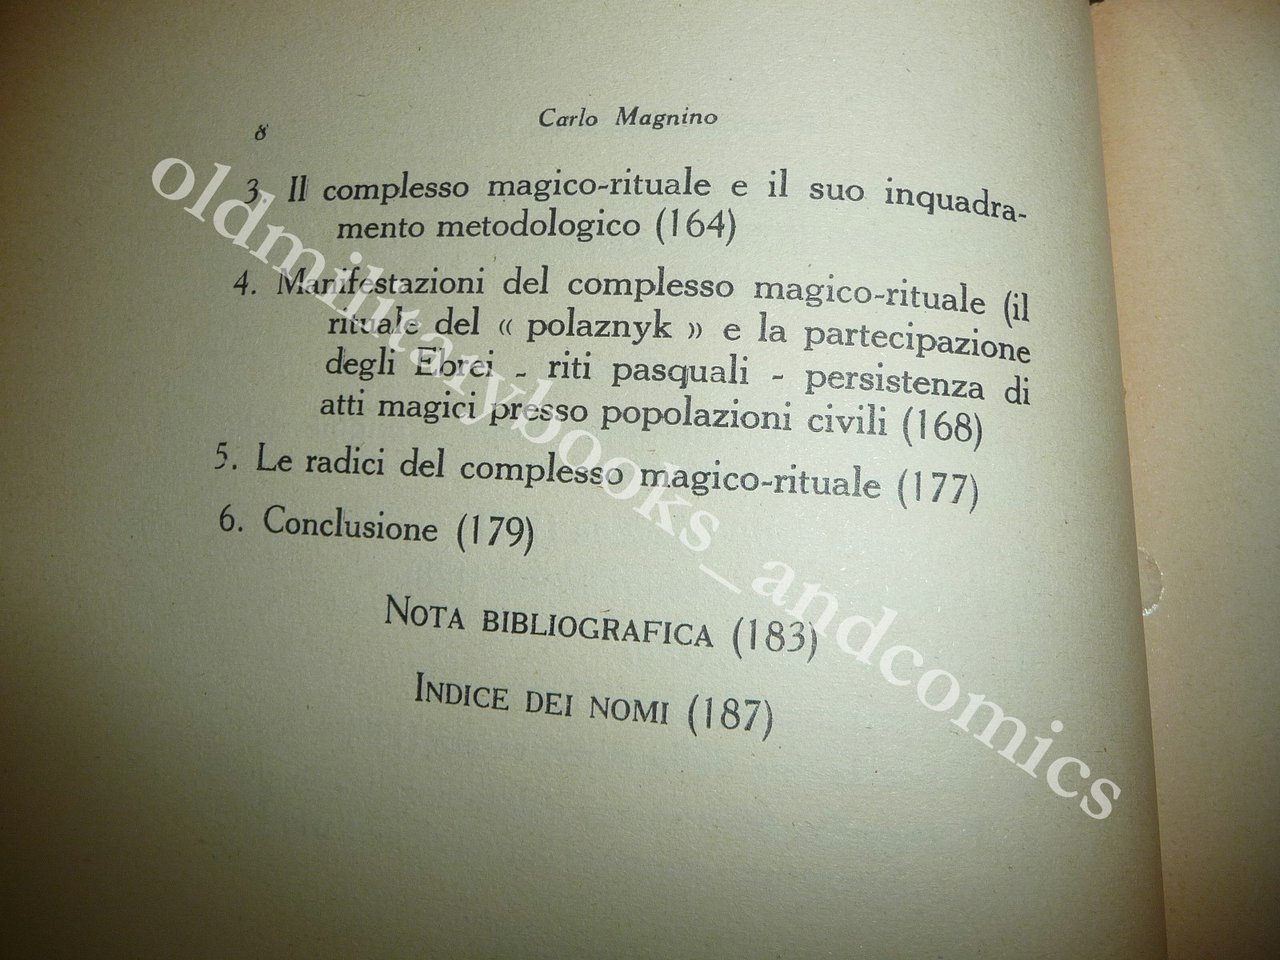 8
Carlo Magnino
3. Il complesso magico-rituale e il suo inquadra-
mento metodologico (164)
4. Manifestazioni del complesso magico-rituale (il
rituale del « polaznyk » e la partecipazione
degli Ebrei - riti pasquali - persistenza di
atti magici presso popolazioni civili (168)
5. Le radici del complesso magico-rituale (177)
6. Conclusione (179)
NOTA BIBLIOGRAFICA (183)
INDICE DEI NOMI (187)
oldmilitarybooks_andcomics